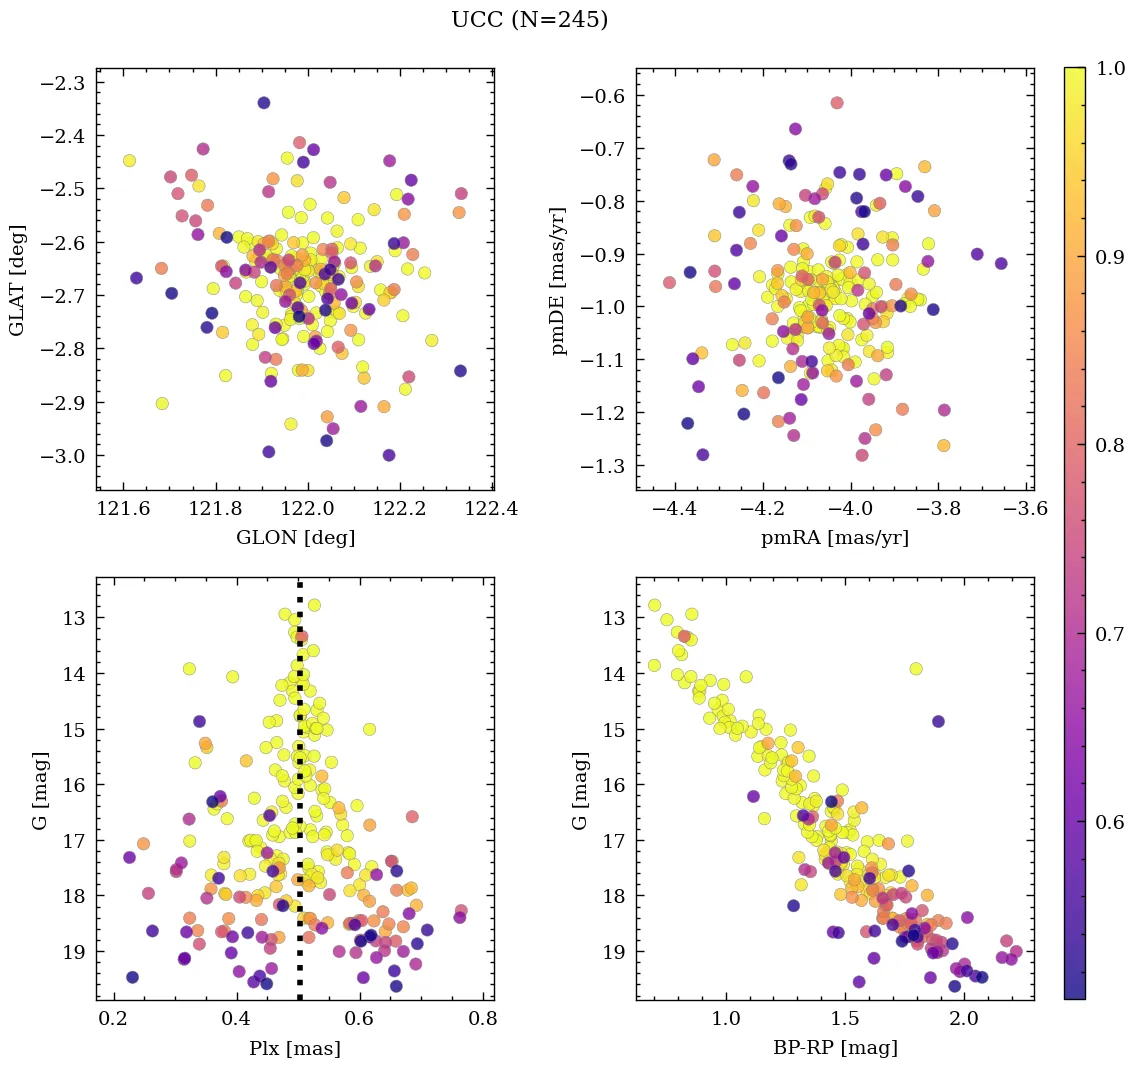 UCC (N=245)
−2.3
−2.4
−2.5
−2.6
−2.7
−2.8
−2.9
−3.0
GLAT [deg]
121.6 121.8 122.0 122.2 122.4
GLON [deg]
−0.6
−0.7
−0.8
−0.9
−1.0
−1.1
−1.2
−1.3
pmDE [mas/yr]
−4.4 −4.2 −4.0 −3.8 −3.6
pmRA [mas/yr]
13
14
15
16
17
18
19
G [mag]
0.2 0.4 0.6 0.8
Plx [mas]
13
14
15
16
17
18
19
G [mag]
1.0 1.5 2.0
BP-RP [mag]
1.0
0.9
0.8
0.7
0.6